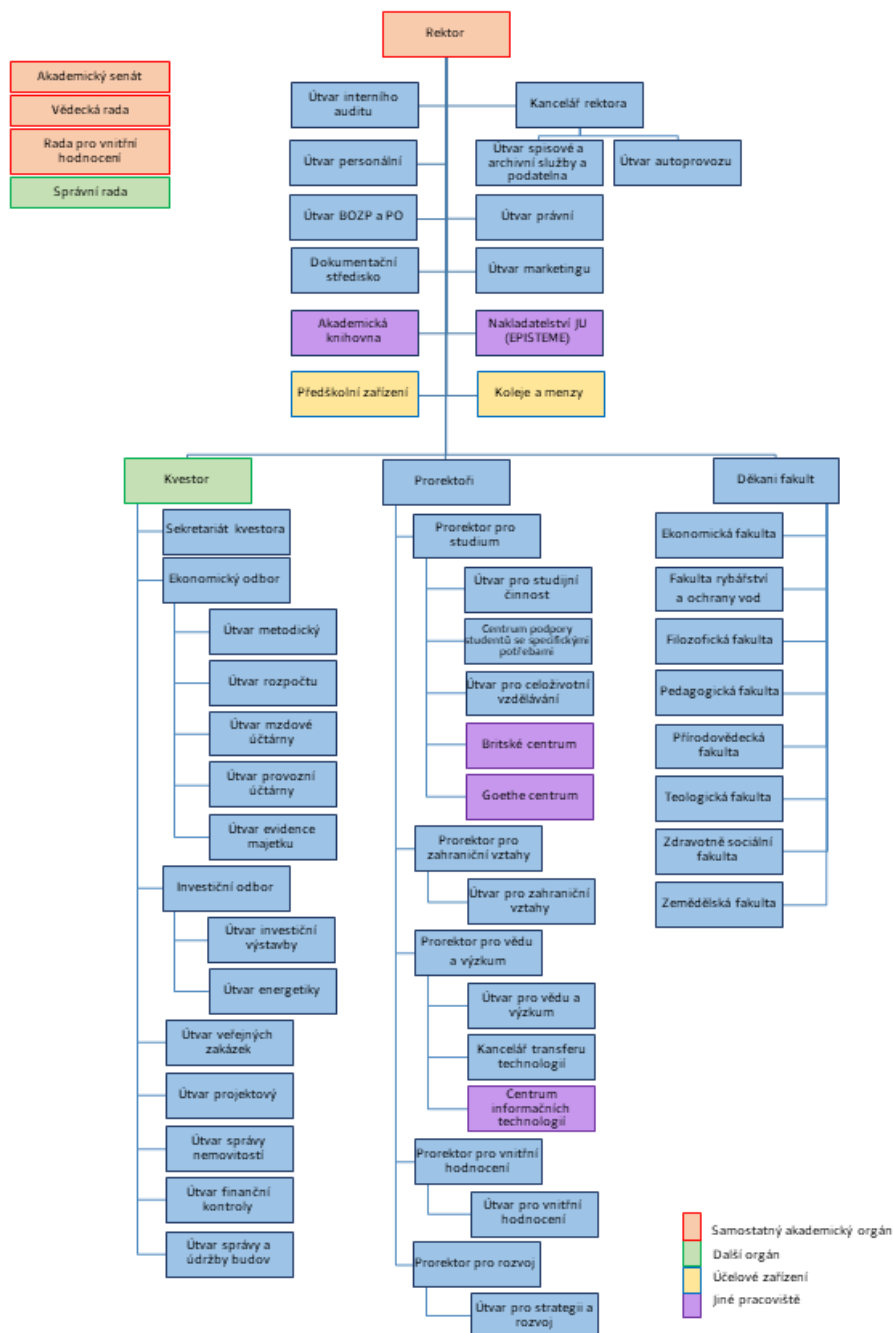 Rektor
Akademický senát
Vědecká rada
Rada pro vnitřní
hodnocení
Správní rada
Útvar interního
auditu
Kancelář rektora
Útvar personální
Útvar spisové a
archivní služby a
podatelna
Útvar autoprovozu
Útvar BOZP a PO
Útvar právní
Dokumentační
středisko
Útvar marketingu
Akademická
knihovna
Nakladatelství JU
(EPISTEME)
Předškolní zařízení
Koleje a menzy
Kvestor
Sekretariát kvestora
Ekonomický odbor
Útvar metodický
Útvar rozpočtu
Útvar mzdové
účtárny
Útvar provozní
účtárny
Útvar evidence
majetku
Investiční odbor
Útvar investiční
výstavby
Útvar energetiky
Útvar veřejných
zakázek
Útvar projektový
Útvar správy
nemovitostí
Útvar finanční
kontroly
Útvar správy a
údržby budov
Prorektoři
Prorektor pro
studium
Útvar pro studijní
činnost
Centrum podpory
studentů se specifickými
potřebami
Útvar pro celoživotní
vzdělávání
Britské centrum
Goethe centrum
Prorektor pro
zahraniční vztahy
Útvar pro zahraniční
vztahy
Prorektor pro vědu
a výzkum
Útvar pro vědu a
výzkum
Kancelář transferu
technologií
Centrum
informačních
technologií
Prorektor pro vnitřní
hodnocení
Útvar pro vnitřní
hodnocení
Prorektor pro rozvoj
Útvar pro strategii a
rozvoj
Děkani fakult
Ekonomická fakulta
Fakulta rybářství
a ochrany vod
Filozofická fakulta
Pedagogická fakulta
Přírodovědecká
fakulta
Teologická fakulta
Zdravotně sociální
fakulta
Zemědělská fakulta
Samostatný akademický orgán
Další orgán
Účelové zařízení
Jiné pracoviště